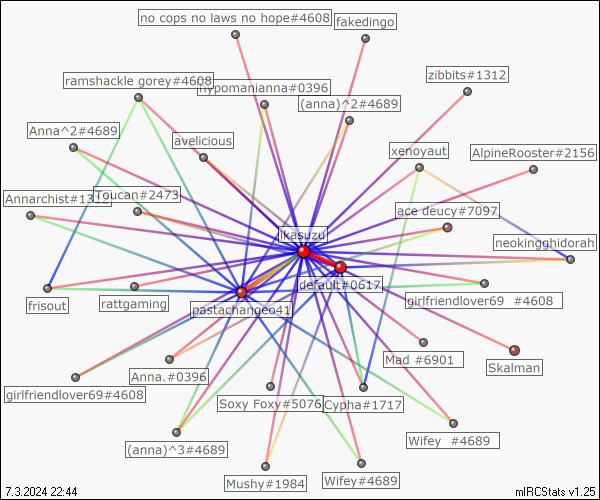 no cops no laws no hope#4608
fakedingo
zibbits#1312
ramshackle gorey#4608
hypomanianna#0396
(anna)^2#4689
Anna^2#4689
avelicious
xenoyaut
AlpineRooster#2156
Annarchist#1312
Toucan#2473
ace deucy#7097
ikasuzu
neokingghidorah
frisout
rattgaming
pastachangeo41
default#0617
girlfriendlover69 #4608
Mad #6901
Skalman
girlfriendlover69#4608
Anna.#0396
Soxy Foxy#5076
Cypha#1717
(anna)^3#4689
Wifey #4689
Mushy#1984
Wifey#4689
7.3.2024 22:44
mIRCStats v1.25